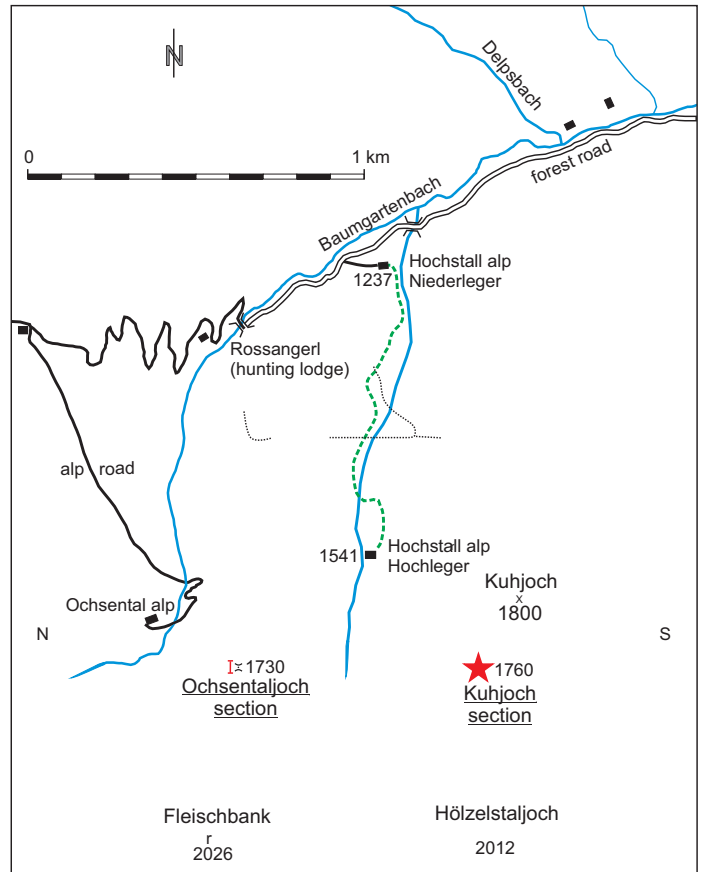 N
Delpsbach
0 1 km
forest road
Baumgartenbach
Hochstall alp
Niederleger
1237
Rossangerl
(hunting lodge)
alp road
1541
Hochstall alp
Hochleger
Kuhjoch
x
1800
Ochsental alp
N
S
1730
Ochsentaljoch
section
1760
Kuhjoch
section
Fleischbank
r
2026
Hölzelstaljoch
2012